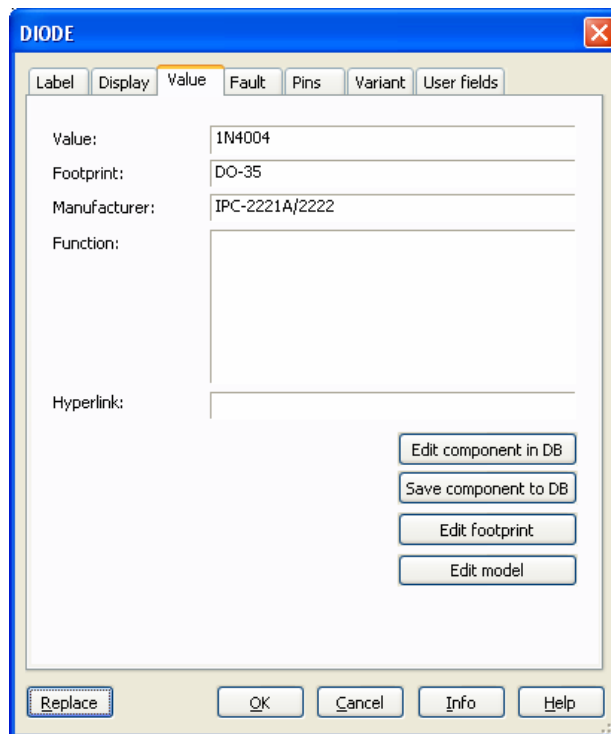 DIODE
Label Display Value Fault Pins Variant User fields
Value: 1N4004
Footprint: DO-35
Manufacturer: IPC-2221A/2222
Function:
Hyperlink:
Edit component in DB
Save component to DB
Edit footprint
Edit model
Replace OK Cancel Info Help